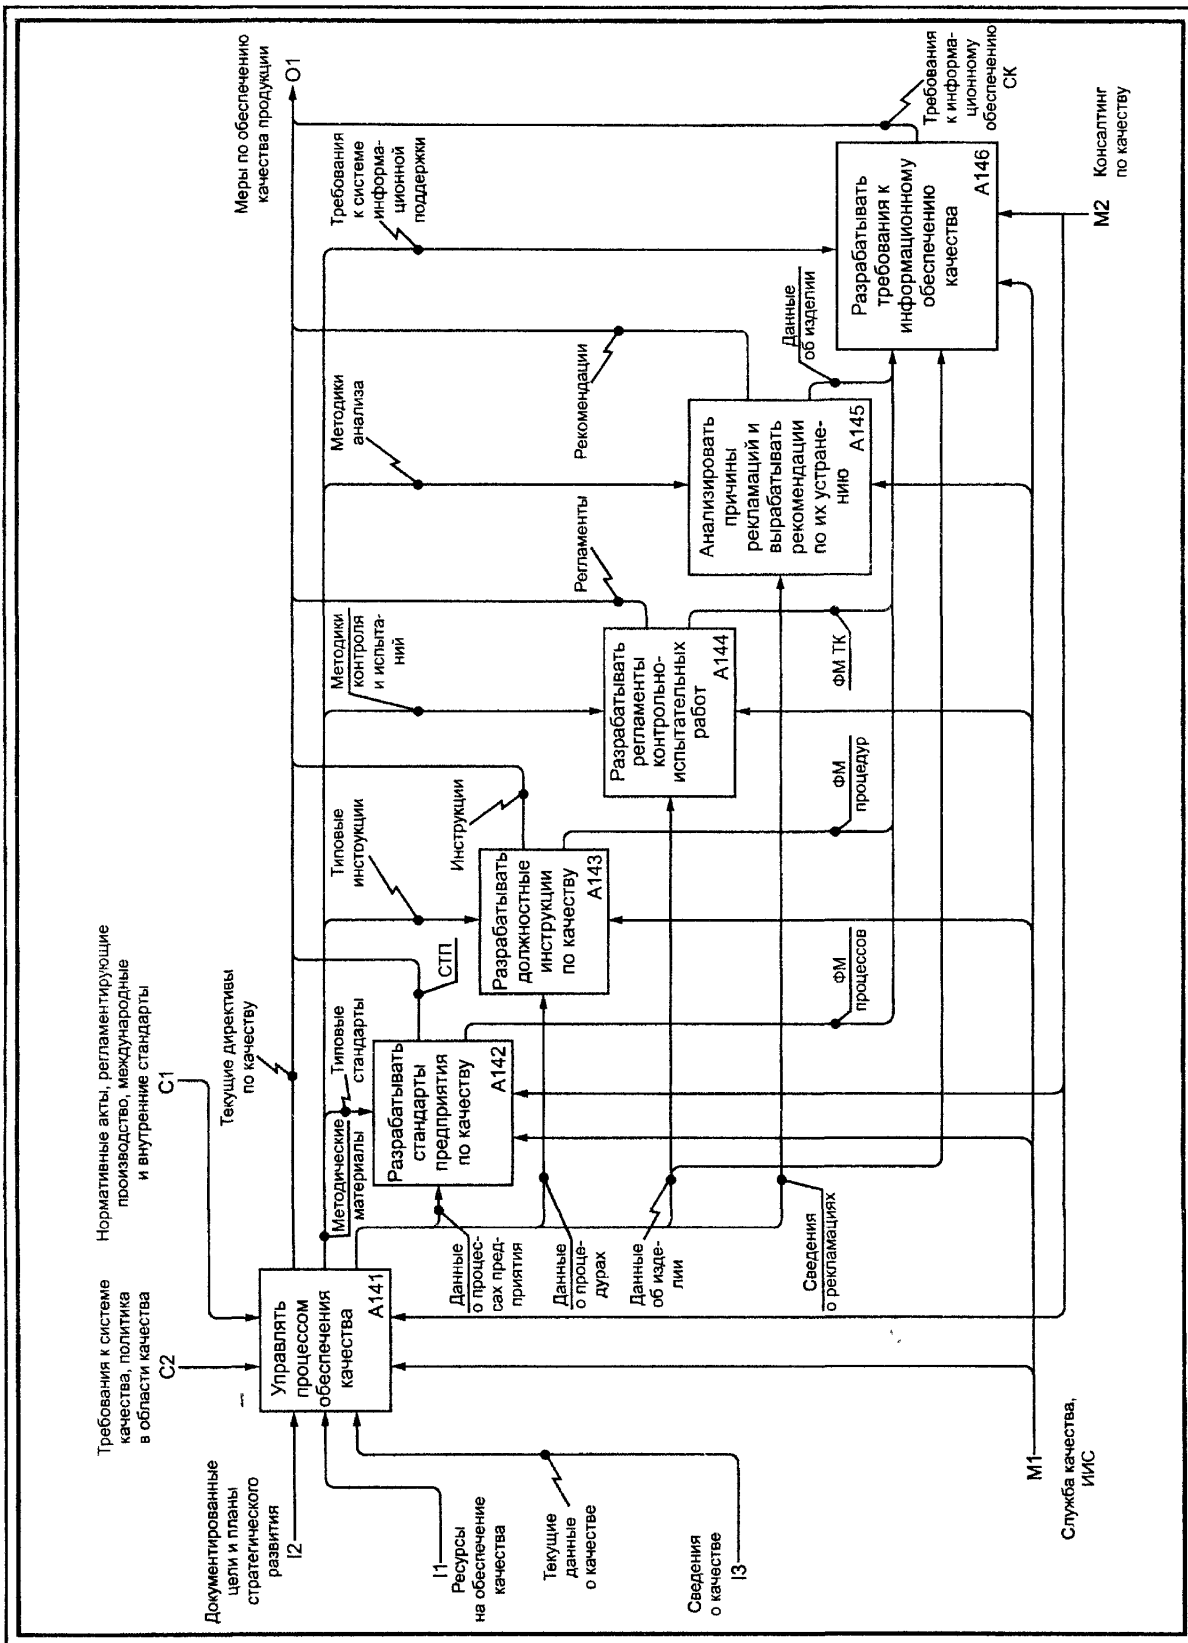 Документированные
цели и планы
стратегического
развития
I2
I1
Ресурсы
на обеспечение
качества
Текущие
данные
о качестве
Сведения
о качестве
I3
Требования к системе
качества, политика
в области качества
C2
Нормативные акты, регламентирующие
производство, международные
и внутренние стандарты
C1
Управлять
процессом
обеспечения
качества
A141
Текущие директивы
по качеству
Методические
материалы
Типовые
стандарты
Данные
о процес-
сах пред-
приятия
Данные
о проце-
дурах
Данные
об изде-
лии
Сведения
о рекламациях
Разрабатывать
стандарты
предприятия
по качеству
A142
СТП
ФМ
процессов
Типовые
инстоукции
Разрабатывать
должностные
инструкции
по качеству
A143
Инструкции
ФМ
процедур
Методики
контроля
и испыта-
ний
Разрабатывать
регламенты
контрольно-
испытательных
работ
A144
Регламенты
ФМ ТК
Методики
анализа
Анализировать
причины
рекламаций и
вырабатывать
рекомендации
по их устране-
нию
A145
Рекомендации
Данные
об изделии
Требования
к системе
информа-
ционной
поддержки
Разрабатывать
требования к
информационному
обеспечению
качества
A146
Требования
к информа-
ционному
обеспечению
СК
Меры по обеспечению
качества продукции
O1
M1
Служба качества,
ИИС
M2
Консалтинг
по качеству